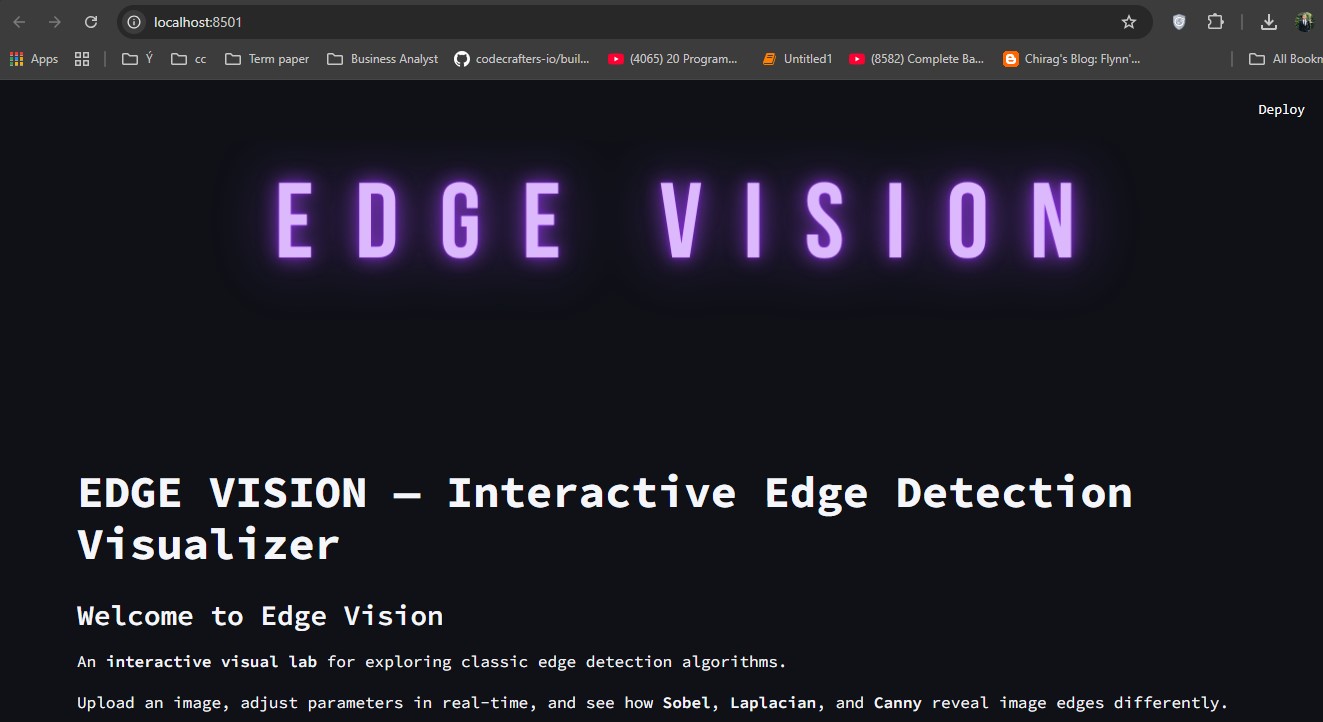 localhost:8501
Apps Ý cc Term paper Business Analyst codecrafters-io/buil... (4065) 20 Program... Untitled1 (8582) Complete Ba... Chirag's Blog: Flynn'... All Bookm
Deploy
EDGE VISION
EDGE VISION — Interactive Edge Detection
Visualizer
Welcome to Edge Vision
An interactive visual lab for exploring classic edge detection algorithms.
Upload an image, adjust parameters in real-time, and see how Sobel, Laplacian, and Canny reveal image edges differently.